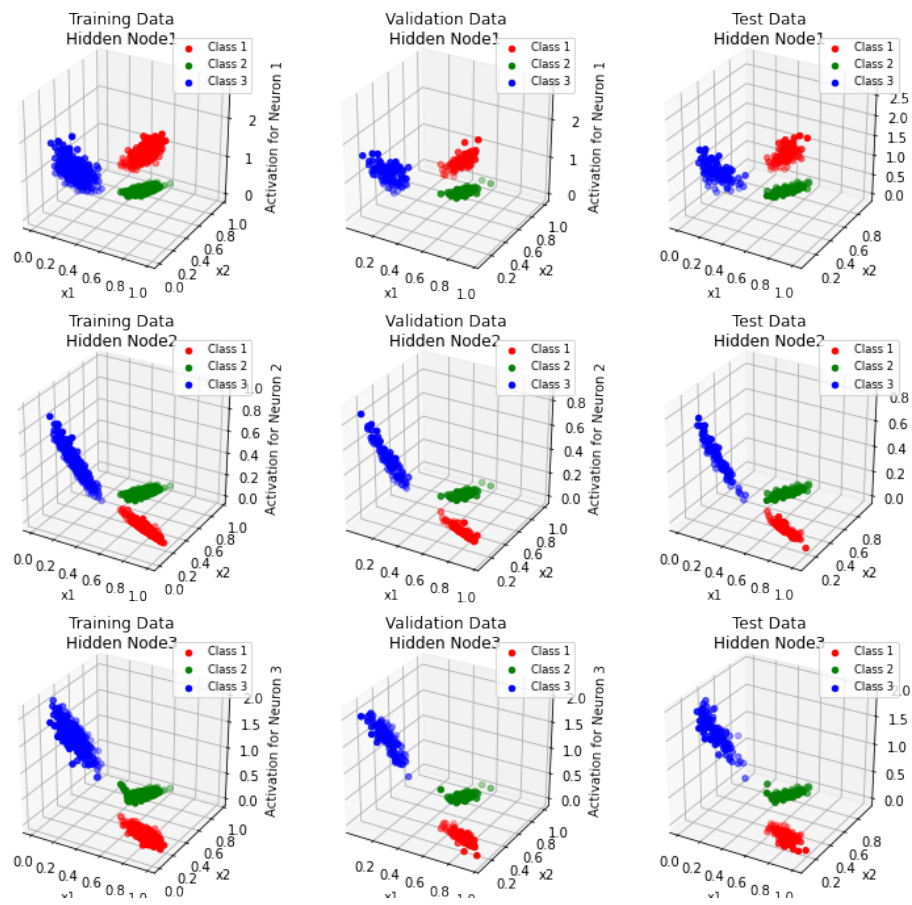 Training Data
Hidden Node1
Class 1
Class 2
Class 3
2
1
0
Activation for Neuron 1
0.0
0.2
0.4
0.6
0.8
1.0
x1
0.0
0.2
0.4
0.6
0.8
1.0
x2
Validation Data
Hidden Node1
Class 1
Class 2
Class 3
2
1
0
Activation for Neuron 1
0.2
0.4
0.6
0.8
1.0
x1
0.2
0.4
0.6
0.8
1.0
x2
Test Data
Hidden Node1
Class 1
Class 2
Class 3
2.5
2.0
1.5
1.0
0.5
0.0
0.0
0.2
0.4
0.6
0.8
1.0
x1
0.2
0.4
0.6
0.8
x2
Training Data
Hidden Node2
Class 1
Class 2
Class 3
0.8
0.6
0.4
0.2
0.0
Activation for Neuron 2
0.0
0.2
0.4
0.6
0.8
1.0
x1
0.0
0.2
0.4
0.6
0.8
1.0
x2
Validation Data
Hidden Node2
Class 1
Class 2
Class 3
0.8
0.6
0.4
0.2
0.0
Activation for Neuron 2
0.2
0.4
0.6
0.8
1.0
x1
0.2
0.4
0.6
0.8
1.0
x2
Test Data
Hidden Node2
Class 1
Class 2
Class 3
0.6
0.4
0.2
0.0
0.0
0.2
0.4
0.6
0.8
1.0
x1
0.2
0.4
0.6
0.8
x2
Training Data
Hidden Node3
Class 1
Class 2
Class 3
2.0
1.5
1.0
0.5
0.0
Activation for Neuron 3
0.0
0.2
0.4
0.6
0.8
1.0
x1
0.0
0.2
0.4
0.6
0.8
1.0
x2
Validation Data
Hidden Node3
Class 1
Class 2
Class 3
2.0
1.5
1.0
0.5
0.0
Activation for Neuron 3
0.2
0.4
0.6
0.8
1.0
x1
0.2
0.4
0.6
0.8
1.0
x2
Test Data
Hidden Node3
Class 1
Class 2
Class 3
1.5
1.0
0.5
0.0
0.0
0.2
0.4
0.6
0.8
1.0
x1
0.2
0.4
0.6
0.8
x2